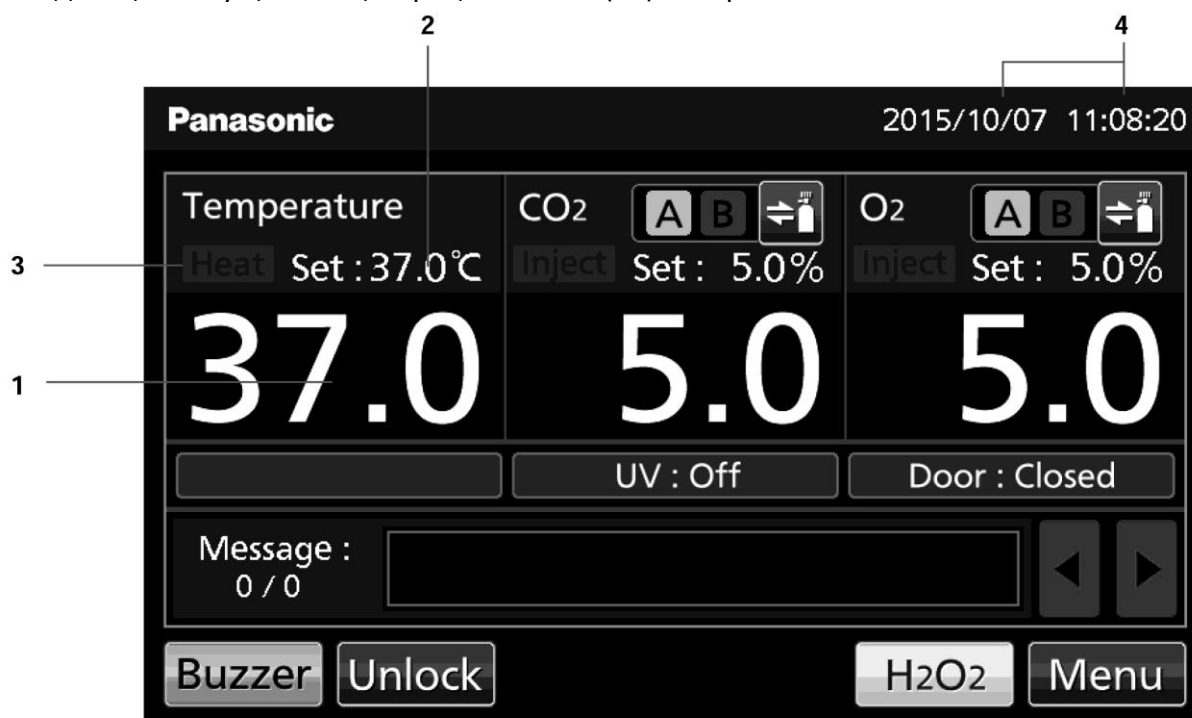 2 4
Panasonic 2015/10/07 11:08:20
Temperature CO2 A B O2 A B
3 Heat Set : 37.0℃ Inject Set : 5.0% Inject Set : 5.0%
1 37.0 5.0 5.0
UV : Off Door : Closed
Message :
0 / 0
Buzzer Unlock H2O2 Menu